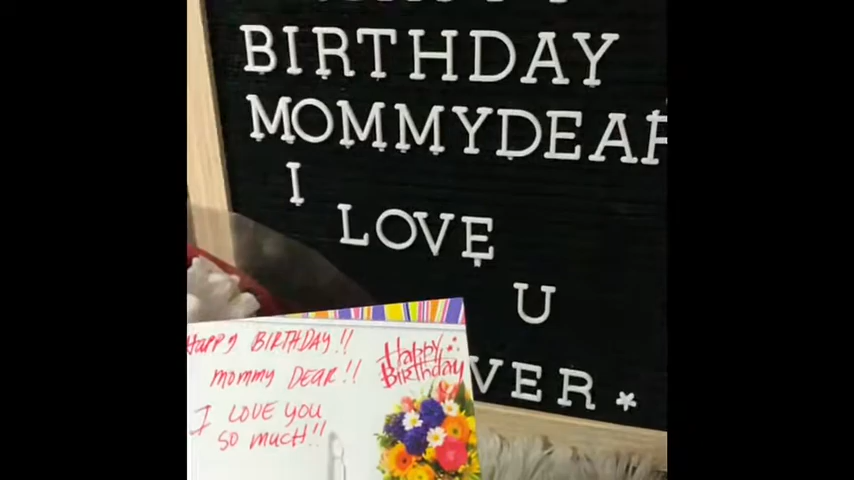 BIRTHDAY
MOMMYDEAR
I
LOVE
U
VER *
HAPPY BIRTHDAY!!
MOMMY DEAR!!
I LOVE YOU
SO MUCH!!
Happy
Birthday